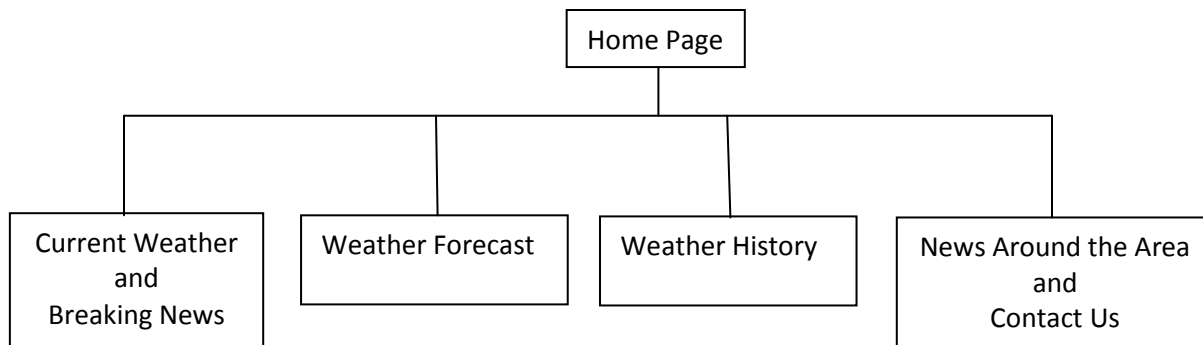 Home Page
Current Weather
and
Breaking News
Weather Forecast
Weather History
News Around the Area
and
Contact Us